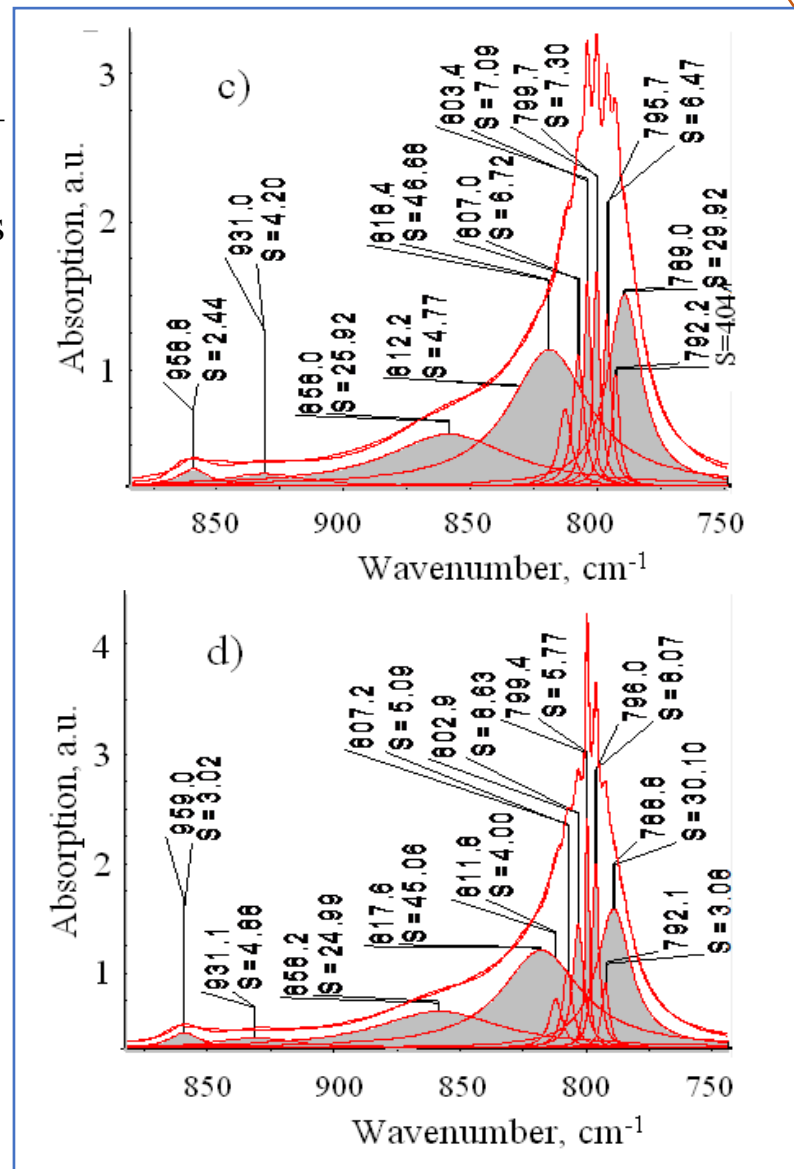 c)
3
2
1
Absorption, a.u.
958.8
S = 2.44
931.0
S = 4.20
858.0
S = 25.92
812.2
S = 4.77
818.4
S = 46.68
807.0
S = 6.72
803.4
S = 7.09
799.7
S = 7.30
795.7
S = 6.47
789.0
S = 29.92
792.2
S=4.04
850 900 850 800 750
Wavenumber, cm⁻¹
d)
4
3
2
1
Absorption, a.u.
959.0
S = 3.02
931.1
S = 4.88
858.2
S = 24.99
817.6
S = 45.06
811.8
S = 4.00
807.2
S = 5.09
802.9
S = 8.63
799.4
S = 5.77
796.0
S = 8.07
788.8
S = 30.10
792.1
S = 3.08
850 900 850 800 750
Wavenumber, cm⁻¹